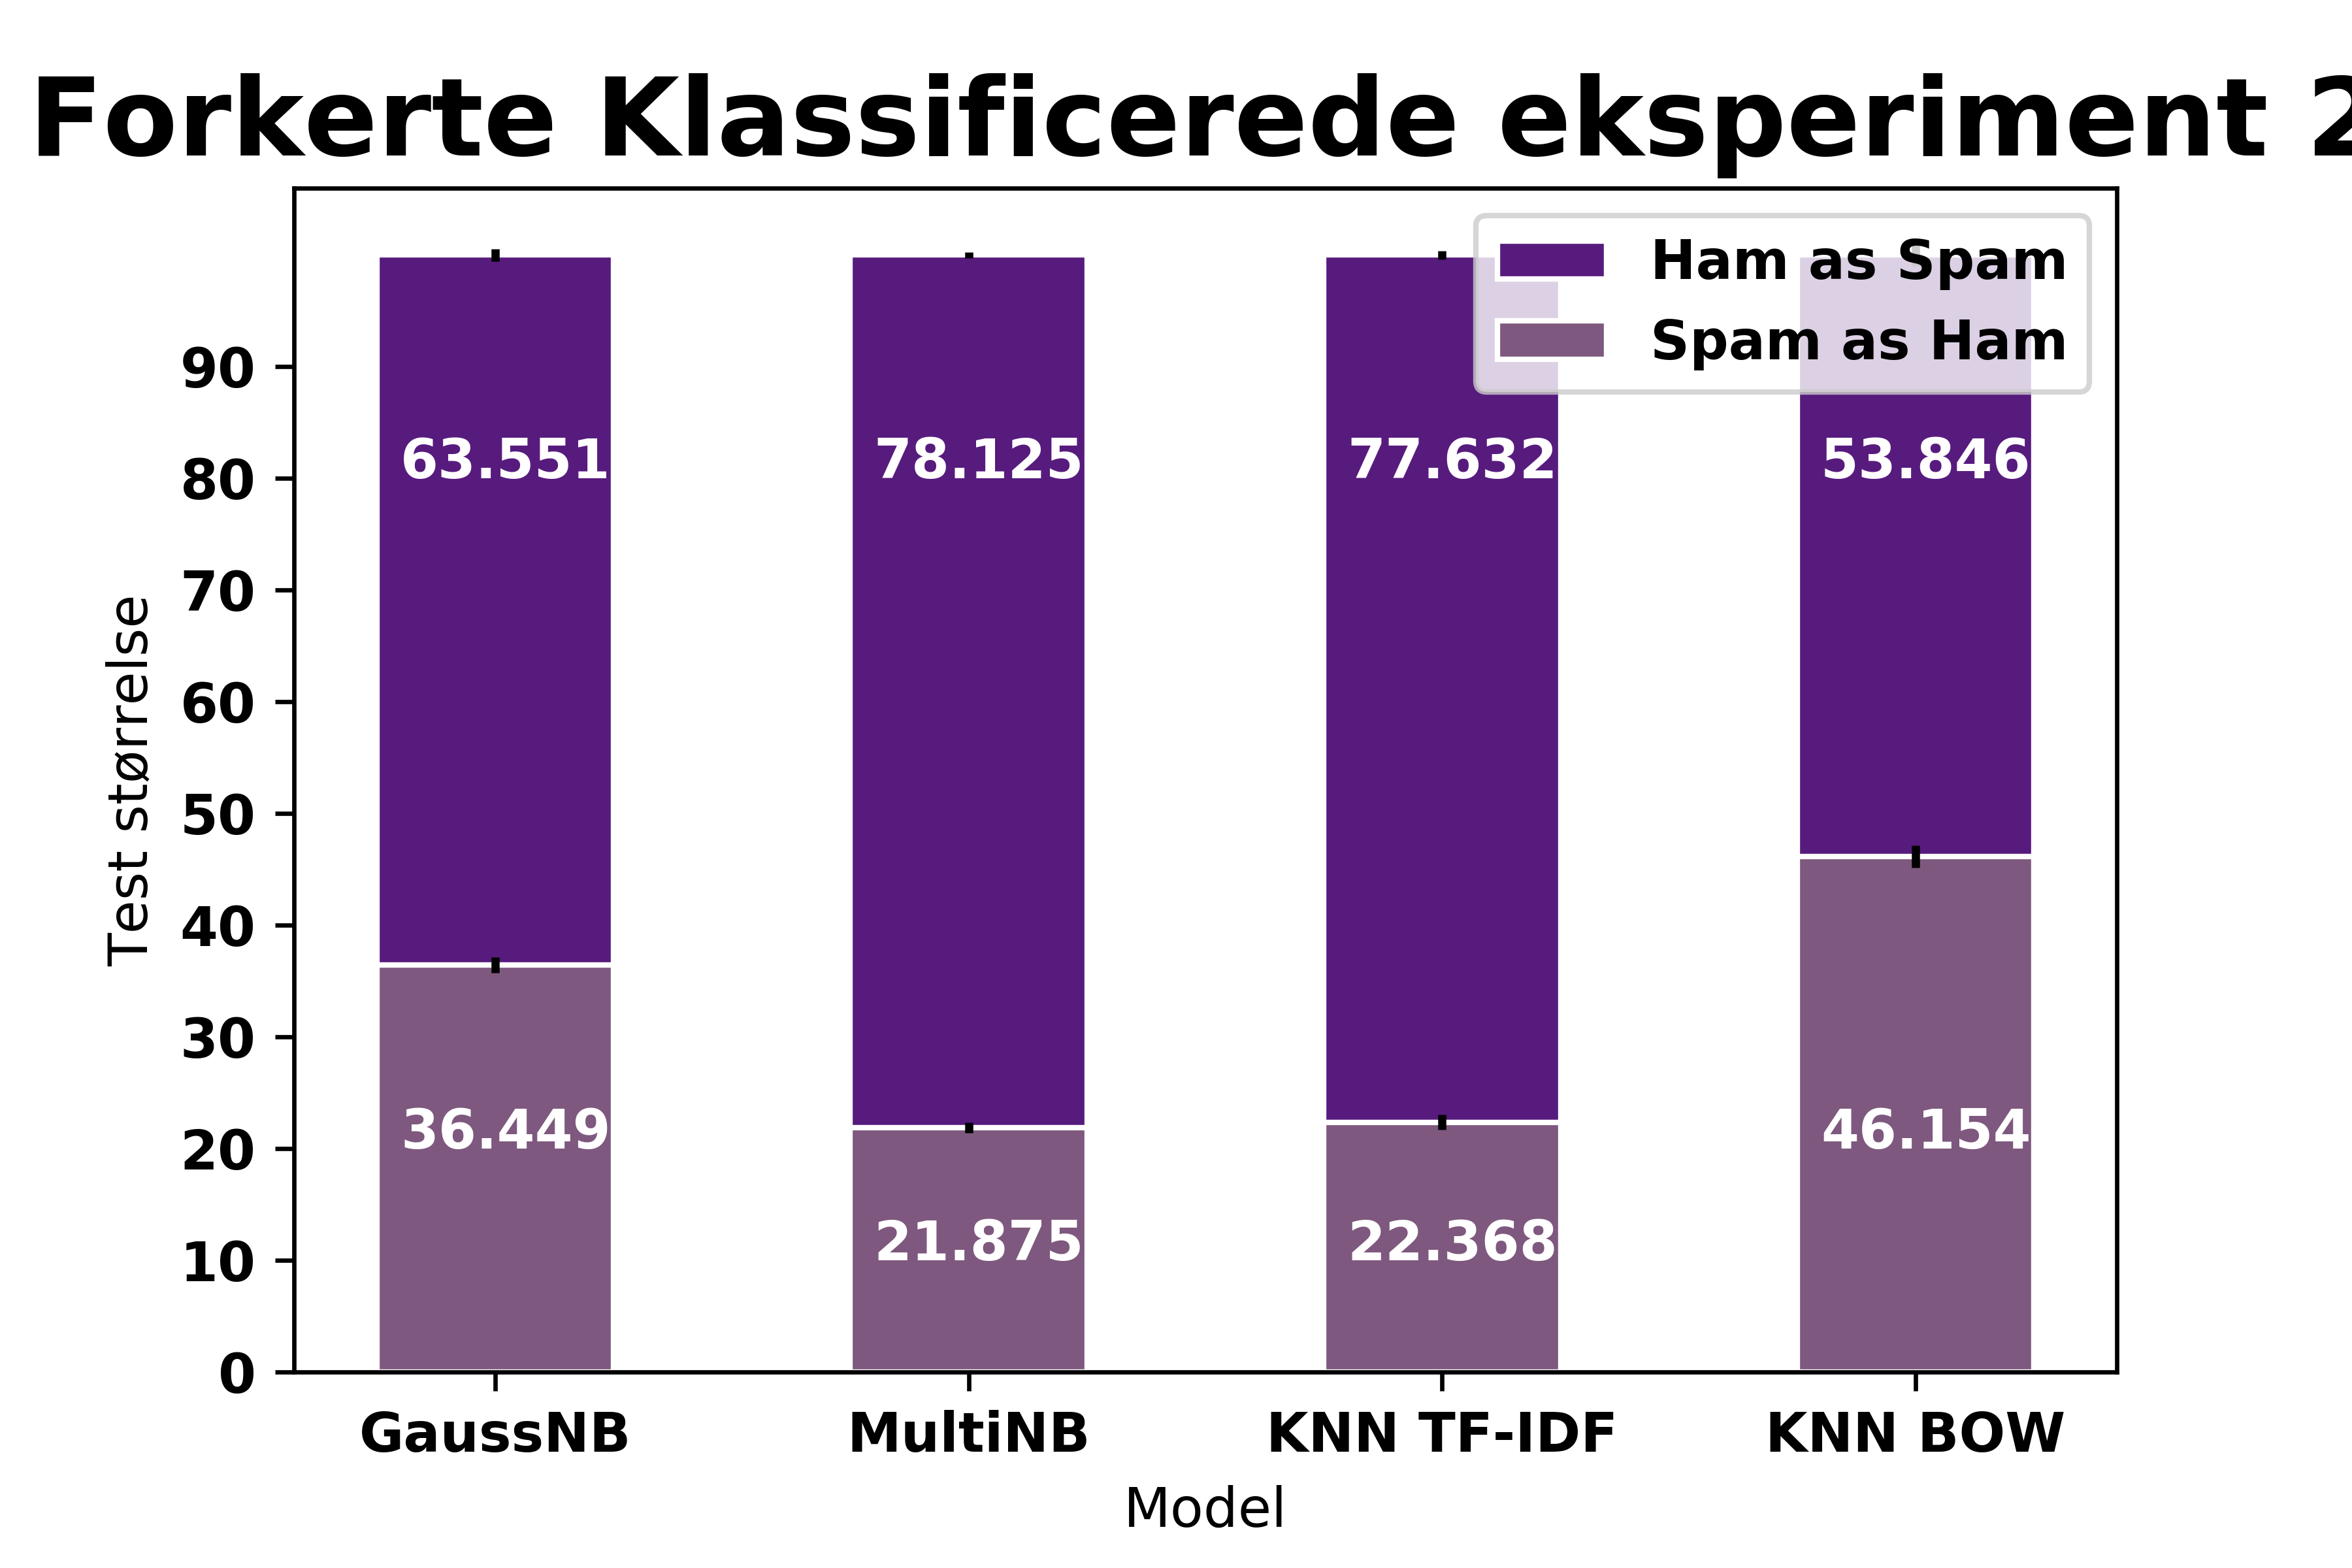 Forkerte Klassificerede eksperiment 2
Ham as Spam
Spam as Ham
Test størrelse
90
80
70
60
50
40
30
20
10
0
63.551
78.125
77.632
53.846
36.449
21.875
22.368
46.154
GaussNB
MultiNB
KNN TF-IDF
KNN BOW
Model